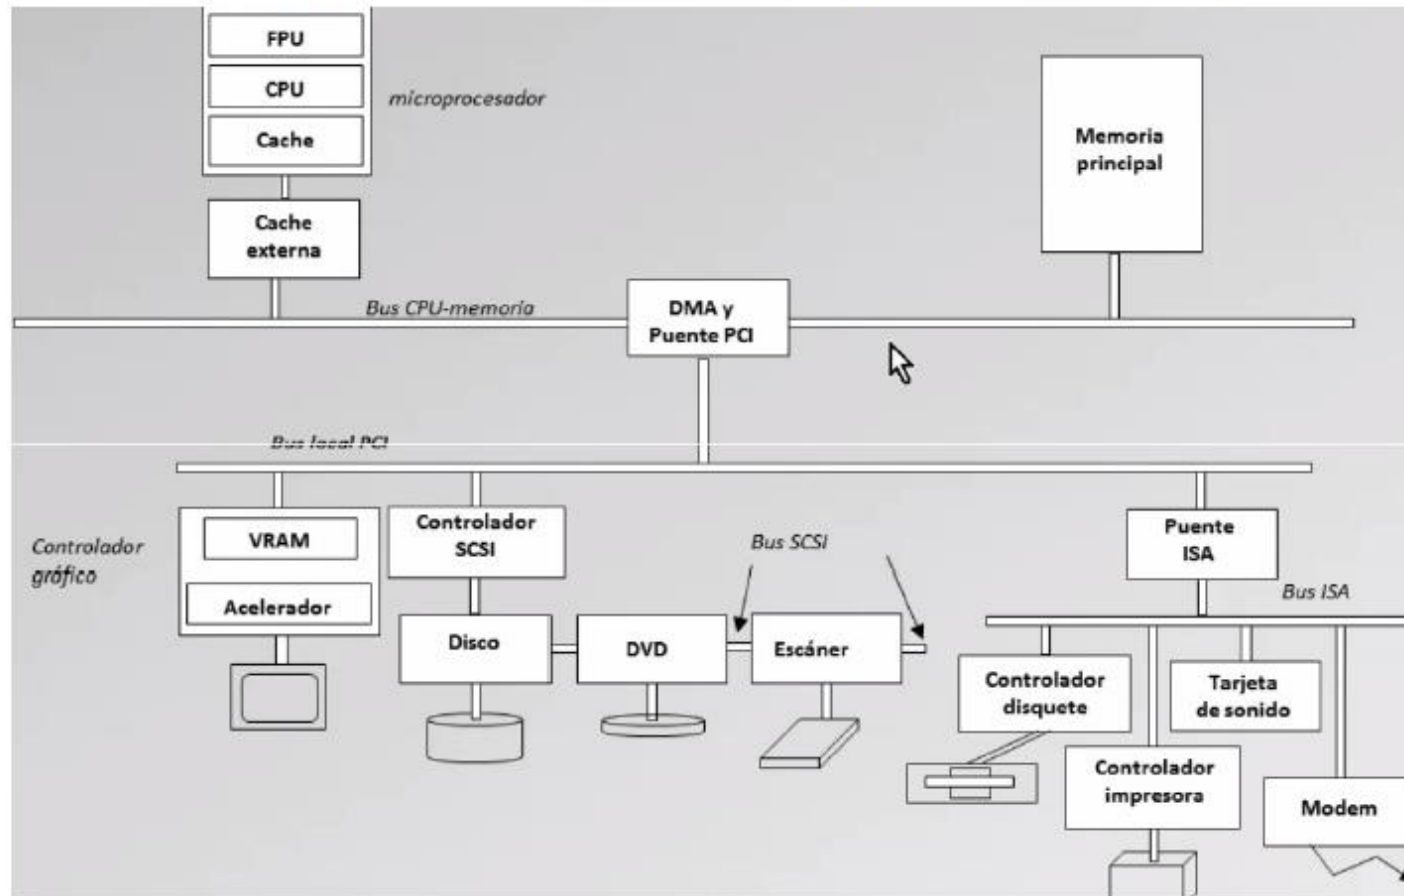 FPU
CPU
microprocesador
Cache
Memoria
principal
Cache
externa
Bus CPU-memoria
DMA y
Puente PCI
Bus local PCI
Controlador
gráfico
VRAM
Acelerador
Controlador
SCSI
Bus SCSI
Puente
ISA
Bus ISA
Disco
DVD
Escáner
Controlador
disquete
Tarjeta
de sonido
Controlador
impresora
Modem